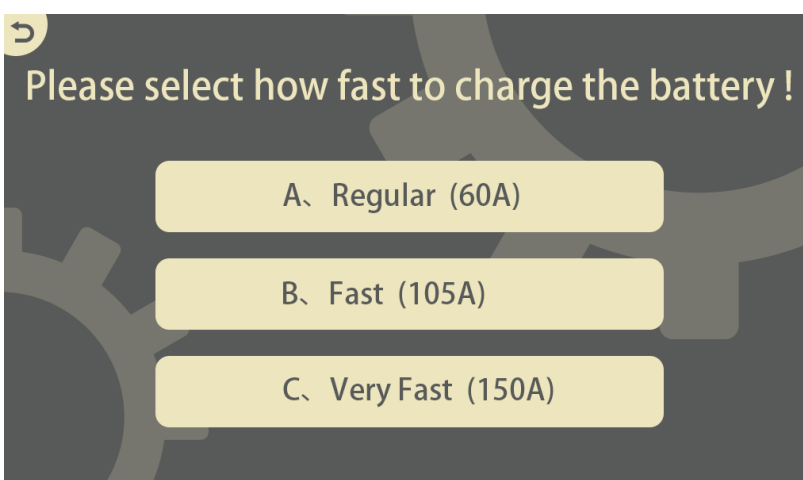 Please select how fast to charge the battery !
A、Regular (60A)
B、Fast (105A)
C、Very Fast (150A)